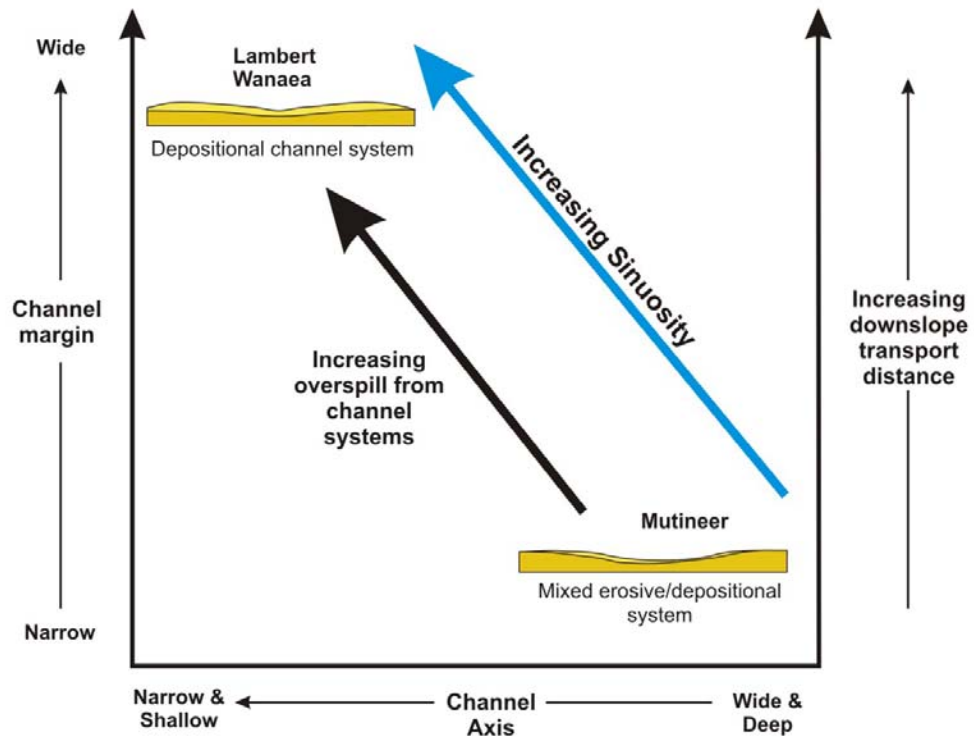 Wide
Channel
margin
Narrow
Lambert
Wanaea
Depositional channel system
Increasing
overspill from
channel
systems
Increasing Sinuosity
Mutineer
Mixed erosive/depositional
system
Increasing
downslope
transport
distance
Narrow &
Shallow
Channel
Axis
Wide &
Deep